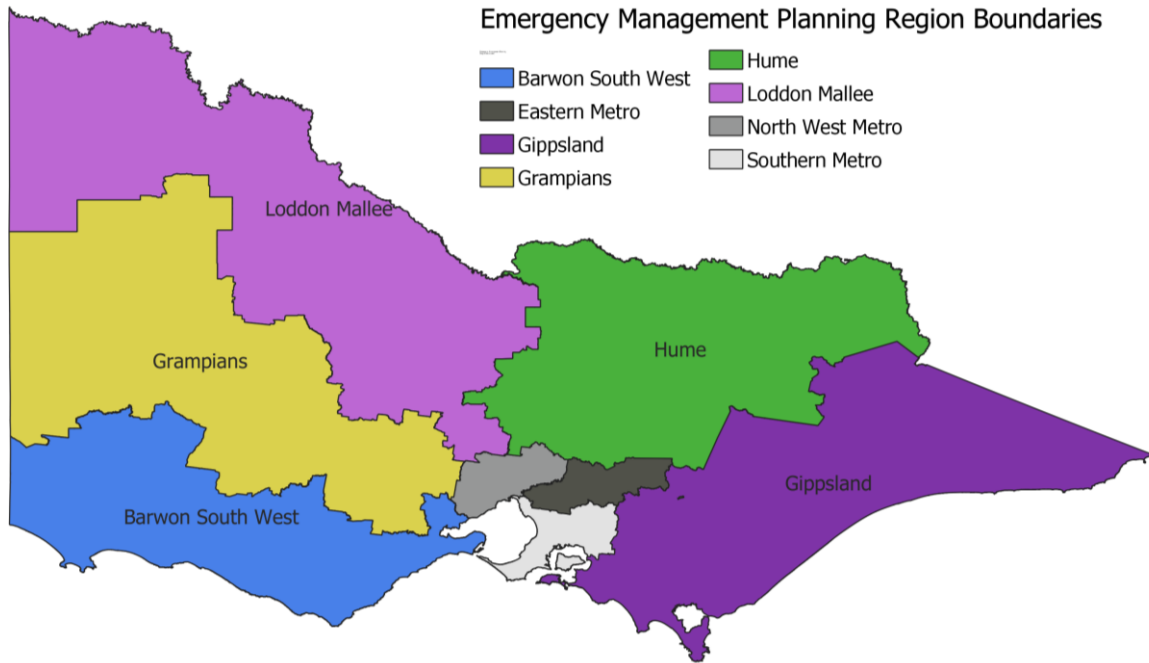 Emergency Management Planning Region Boundaries
Barwon South West
Eastern Metro
Gippsland
Grampians
Hume
Loddon Mallee
North West Metro
Southern Metro
Loddon Mallee
Hume
Grampians
Gippsland
Barwon South West